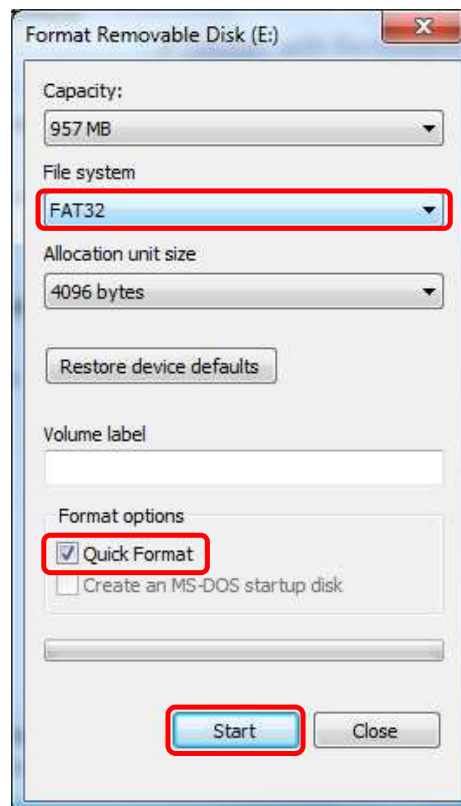 Format Removable Disk (E:)
Capacity:
957 MB
File system
FAT32
Allocation unit size
4096 bytes
Restore device defaults
Volume label
Format options
Quick Format
Create an MS-DOS startup disk
Start Close